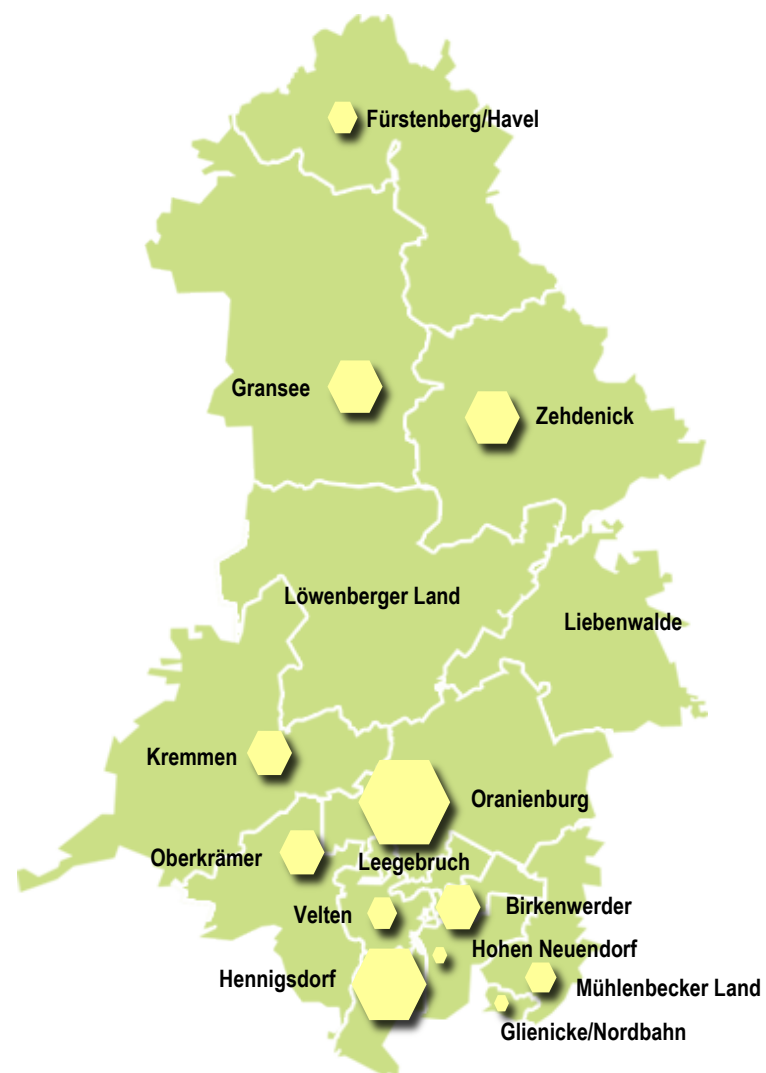 Fürstenberg/Havel
Gransee
Zehdenick
Löwenberger Land
Liebenwalde
Kremmen
Oranienburg
Oberkrämer
Leegebruch
Velten
Birkenwerder
Hohen Neuendorf
Hennigsdorf
Mühlenbecker Land
Glienicke/Nordbahn